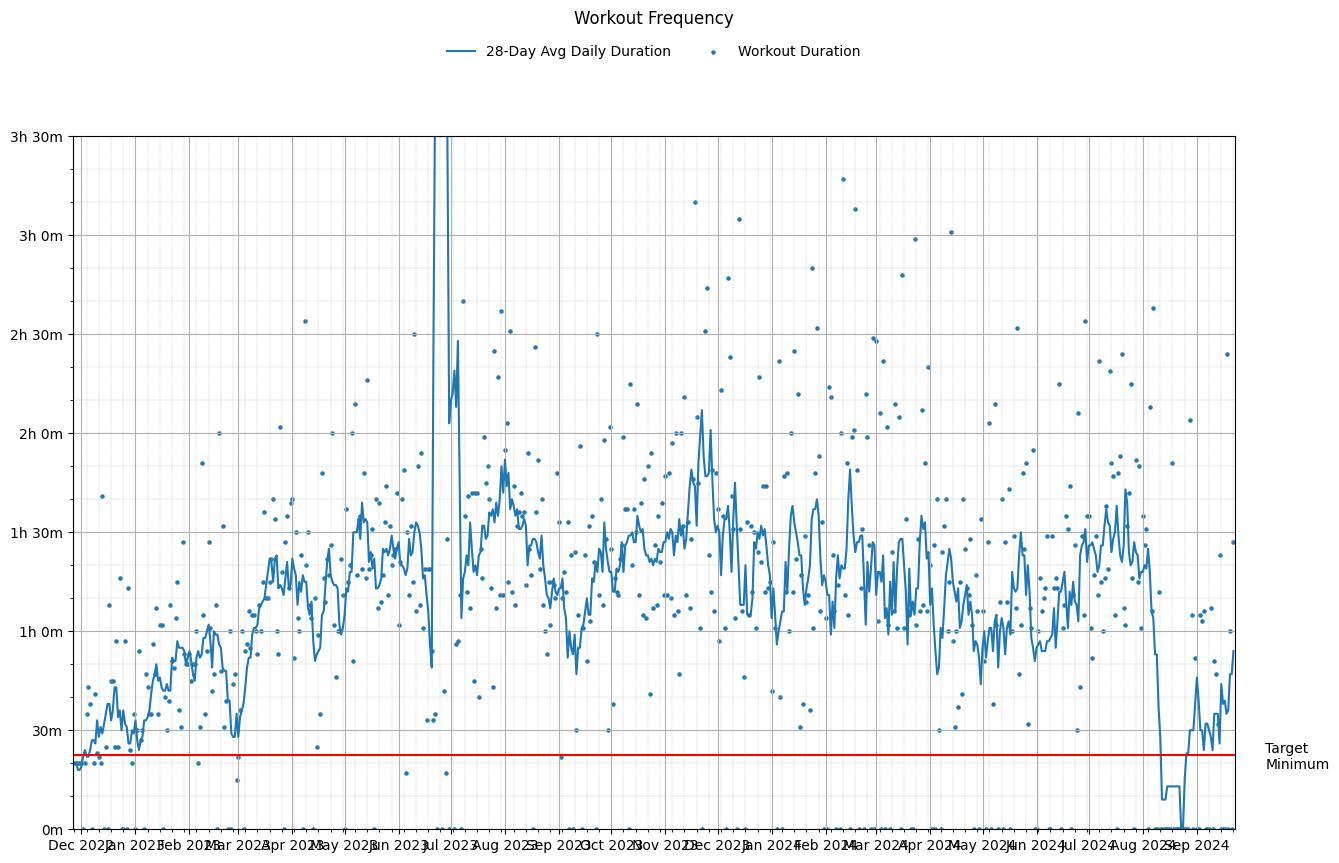 Workout Frequency
28-Day Avg Daily Duration
Workout Duration
3h 30m
3h 0m
2h 30m
2h 0m
1h 30m
1h 0m
30m
0m
Target
Minimum
Dec 2022 Jan 2023 Feb 2023 Mar 2023 Apr 2023 May 2023 Jun 2023 Jul 2023 Aug 2023 Sep 2023 Oct 2023 Nov 2023 Dec 2023 Jan 2024 Feb 2024 Mar 2024 Apr 2024 May 2024 Jun 2024 Jul 2024 Aug 2024 Sep 2024